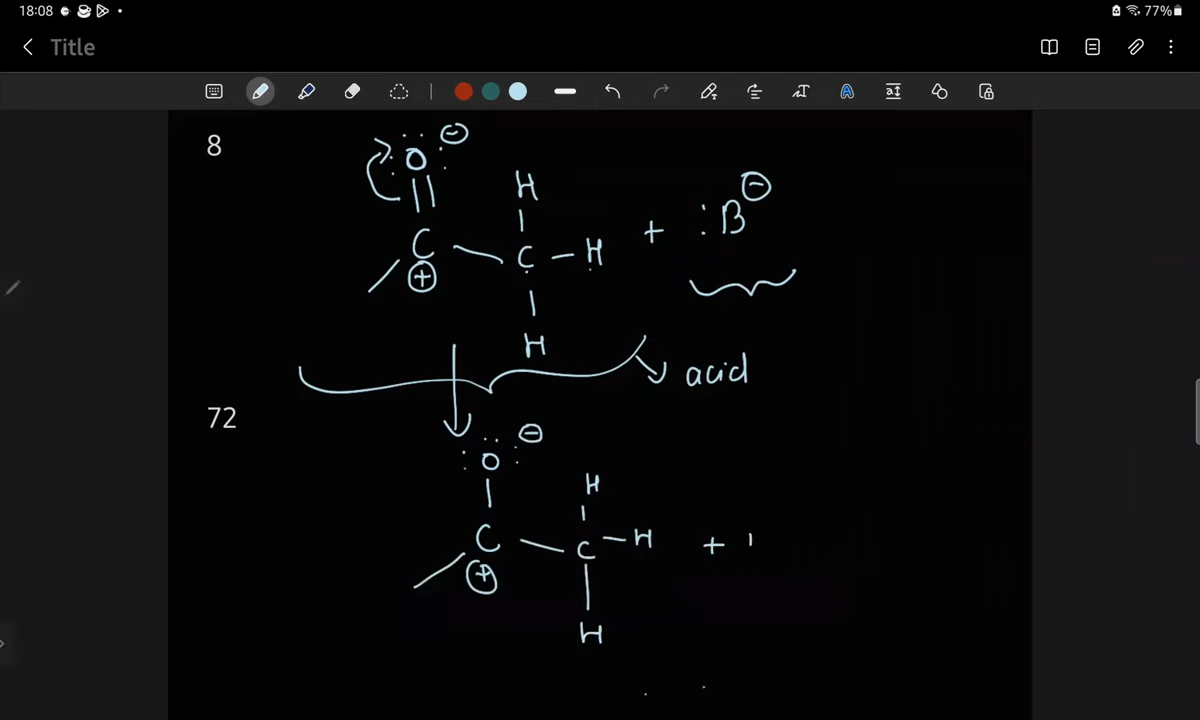 18:08
77%
Title
8
O ⊖
H
C C – H + :B ⊖
⊕
H
acid
72
O ⊖
H
C C – H +
⊕
H